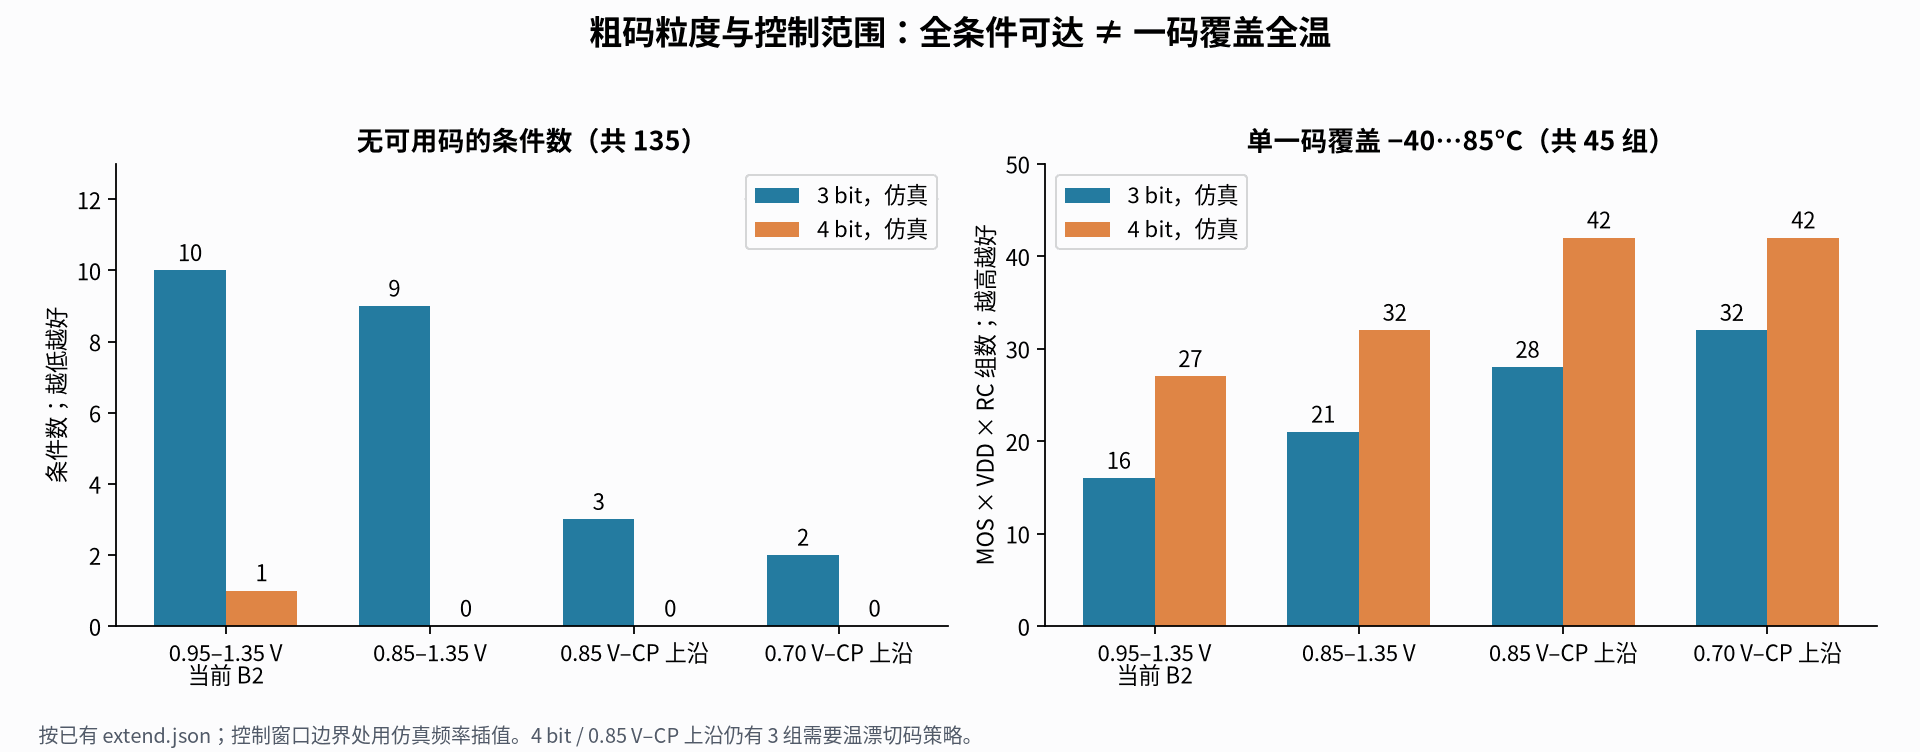 粗码粒度与控制范围：全条件可达 ≠ 一码覆盖全温
无可用码的条件数（共 135）
条件数；越低越好
12
10
8
6
4
2
0
3 bit，仿真
4 bit，仿真
10
1
9
0
3
0
2
0
0.95–1.35 V
当前 B2
0.85–1.35 V
0.85 V–CP 上沿
0.70 V–CP 上沿
单一码覆盖 −40⋯85°C（共 45 组）
MOS × VDD × RC 组数；越高越好
50
40
30
20
10
0
3 bit，仿真
4 bit，仿真
16
27
21
32
28
42
32
42
0.95–1.35 V
当前 B2
0.85–1.35 V
0.85 V–CP 上沿
0.70 V–CP 上沿
按已有 extend.json；控制窗口边界处用仿真频率插值。4 bit / 0.85 V–CP 上沿仍有 3 组需要温漂切码策略。